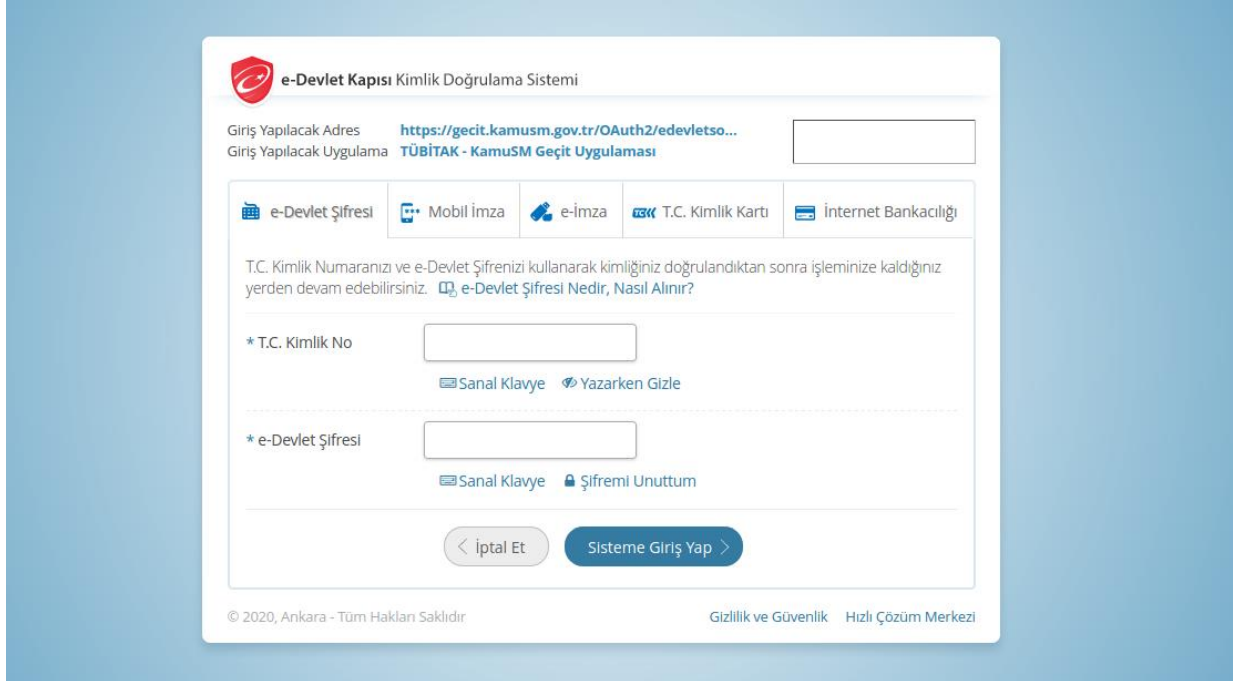 e-Devlet Kapısı Kimlik Doğrulama Sistemi
Giriş Yapılacak Adres https://gecit.kamusm.gov.tr/OAuth2/edevletso...
Giriş Yapılacak Uygulama TÜBİTAK - KamuSM Geçit Uygulaması
e-Devlet Şifresi Mobil İmza e-İmza T.C. Kimlik Kartı İnternet Bankacılığı
T.C. Kimlik Numaranızı ve e-Devlet Şifrenizi kullanarak kimliğiniz doğrulandıktan sonra işleminize kaldığınız
yerden devam edebilirsiniz. e-Devlet Şifresi Nedir, Nasıl Alınır?
* T.C. Kimlik No
Sanal Klavye Yazarken Gizle
* e-Devlet Şifresi
Sanal Klavye Şifremi Unuttum
İptal Et Sisteme Giriş Yap
© 2020, Ankara - Tüm Hakları Saklıdır Gizlilik ve Güvenlik Hızlı Çözüm Merkezi